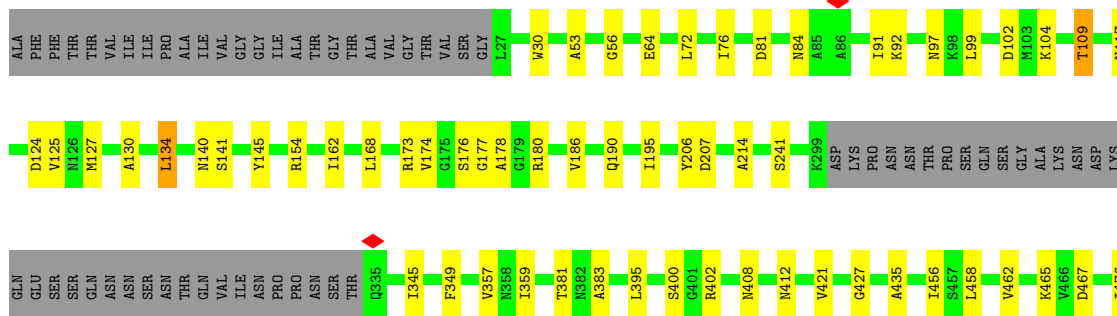 ALA PHE PHE THR THR VAL ILE ILE PRO ALA ILE VAL GLY GLY ILE ALA THR GLY THR ALA VAL GLY THR VAL SER GLY L27 W30 A53 G56 E64 L72 I76 D81 N84 A85 A86 I91 K92 N97 K98 L99 D102 M103 K104 T109
D124 V125 N126 M127 A130 L134 N140 S141 Y145 R154 I162 L168 R173 V174 G175 S176 G177 A178 G179 R180 V186 Q190 I195 Y206 D207 A214 S241 K299 ASP LYS PRO ASN ASN THR PRO SER GLN SER GLY ALA LYS ASN ASP LYS
GLN GLU SER SER GLN ASN ASN SER ASN THR GLN VAL ILE ASN PRO PRO ASN SER THR Q335 I345 F349 V357 N358 I359 T381 N382 A383 L395 S400 G401 R402 N408 N412 V421 G427 A435 I456 S457 L458 V462 K465 V466 D467